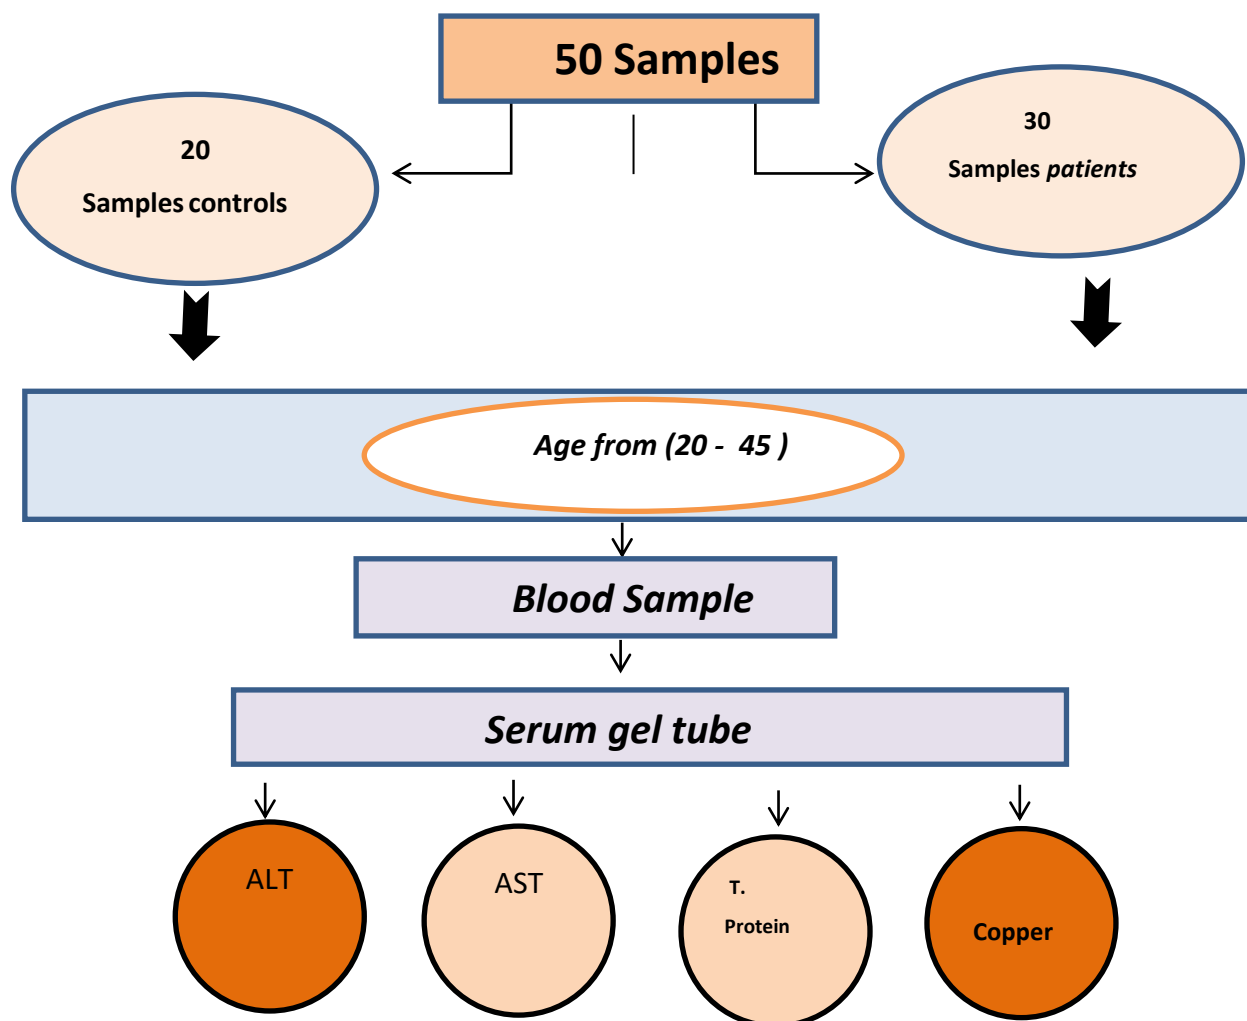 50 Samples
20
Samples controls
30
Samples patients
Age from (20 - 45 )
Blood Sample
Serum gel tube
ALT
AST
T.
Protein
Copper